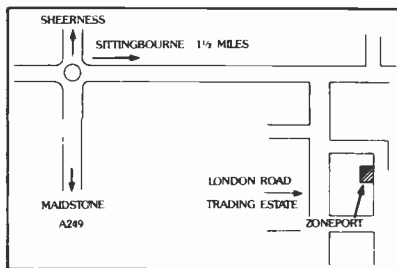 SHEERNESS
SITTINGBOURNE 1½ MILES
LONDON ROAD
TRADING ESTATE
MAIDSTONE
A249
ZONEPORT